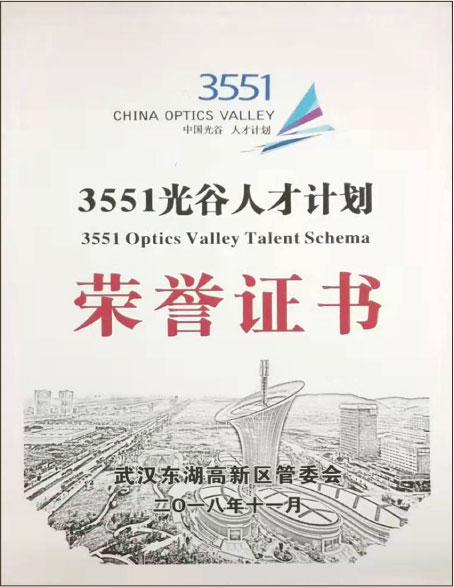 3551
CHINA OPTICS VALLEY
中国光谷 人才计划
3551光谷人才计划
3551 Optics Valley Talent Schema
荣誉证书
武汉东湖高新区管委会
二〇一八年十一月